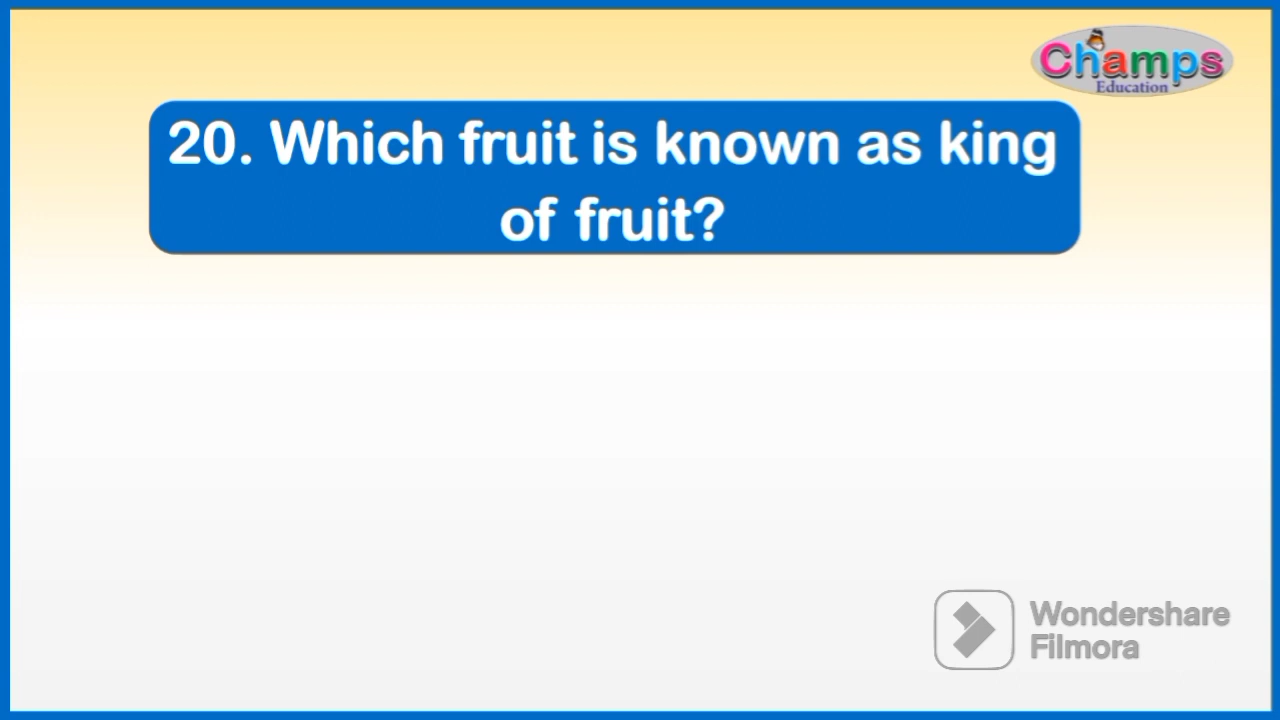 Champs
Education
20. Which fruit is known as king
of fruit?
Wondershare
Filmora